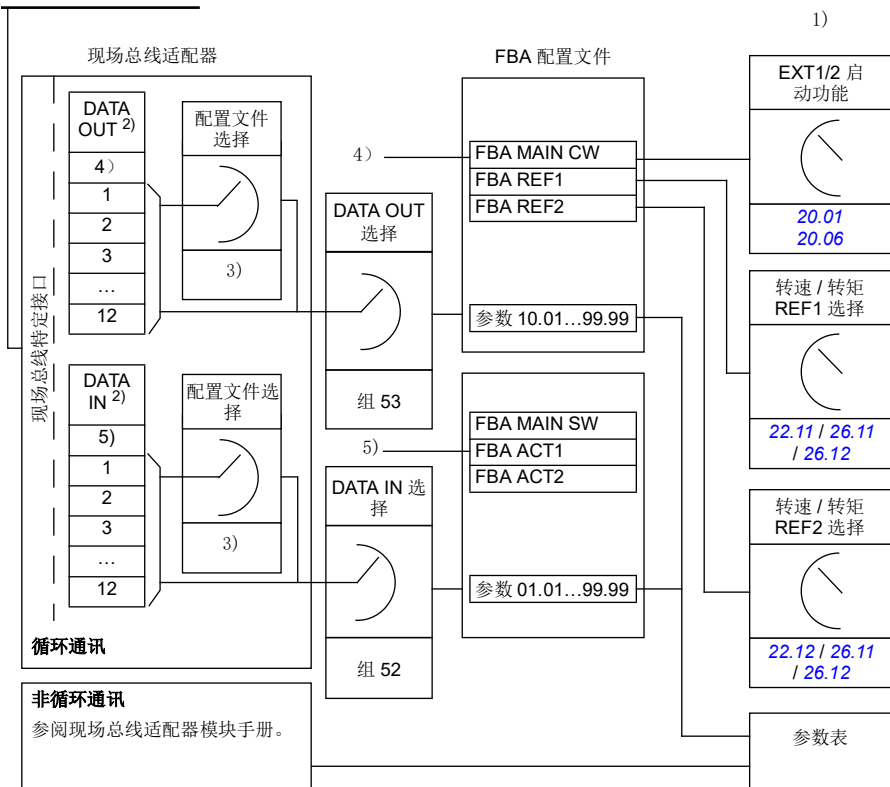 1)
现场总线适配器
FBA 配置文件
现场总线特定接口
DATA
OUT 2)
4）
1
2
3
…
12
配置文件
选择
3)
DATA
IN 2)
5)
1
2
3
…
12
配置文件选
择
3)
循环通讯
4）
DATA OUT
选择
组 53
5)
DATA IN 选
择
组 52
FBA MAIN CW
FBA REF1
FBA REF2
参数 10.01…99.99
FBA MAIN SW
FBA ACT1
FBA ACT2
参数 01.01…99.99
EXT1/2 启
动功能
20.01
20.06
转速 / 转矩
REF1 选择
22.11 / 26.11
/ 26.12
转速 / 转矩
REF2 选择
22.12 / 26.11
/ 26.12
非循环通讯
参阅现场总线适配器模块手册。
参数表